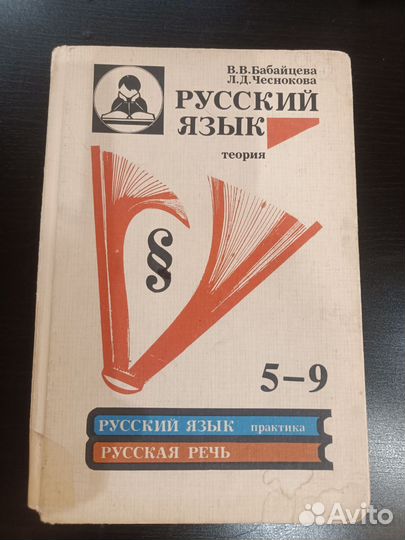 В.В.Бабайцева
Л.Д.Чеснокова
РУССКИЙ
ЯЗЫК
теория
§
5–9
РУССКИЙ ЯЗЫК практика
РУССКАЯ РЕЧЬ
Avito